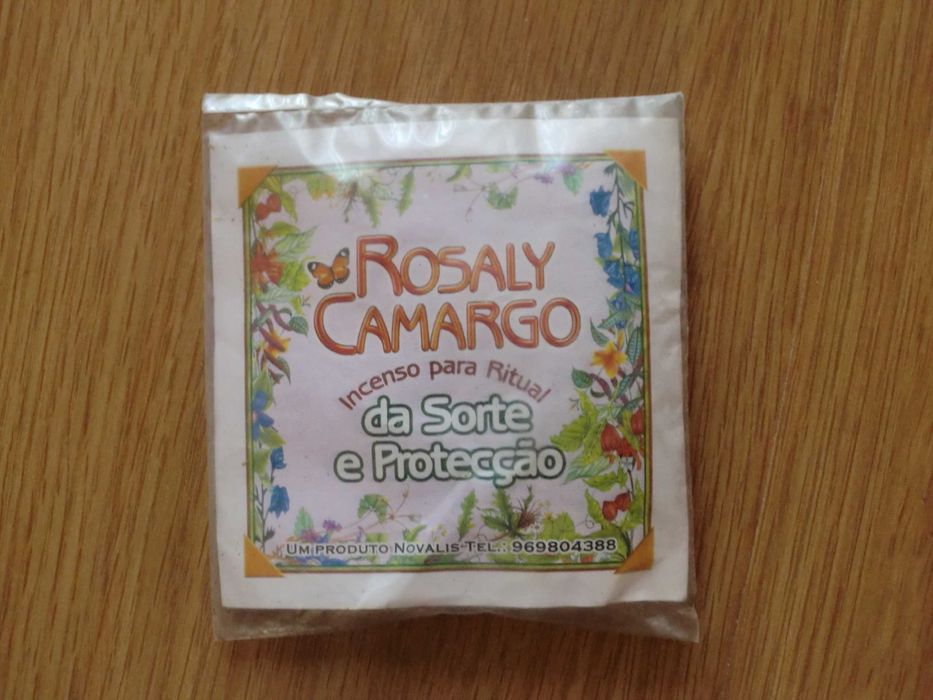 ROSALY
CAMARGO
Incenso para Ritual
da Sorte
e Protecção
UM PRODUTO NOVALIS TEL.: 969804388